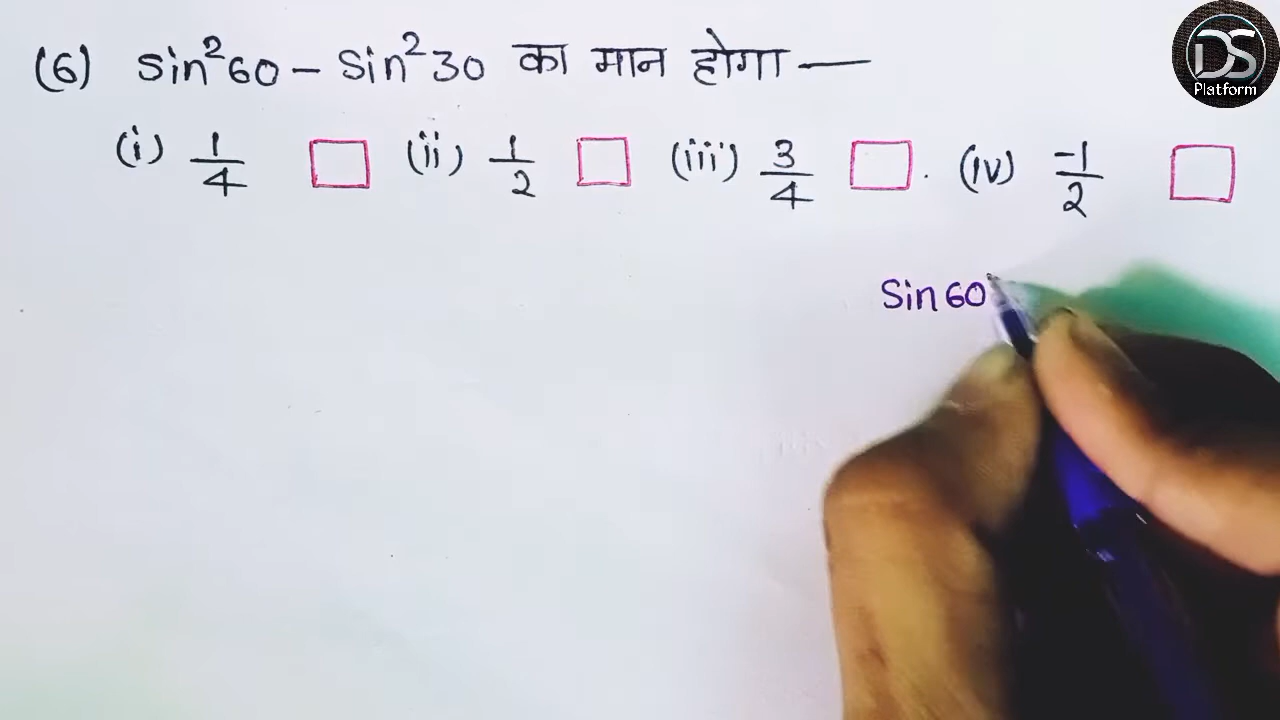 DS
Platform
(6) Sin²60 – Sin²30 का मान होगा —
(i) 1/4 (ii) 1/2 (iii) 3/4 . (iv) -1/2
Sin 60